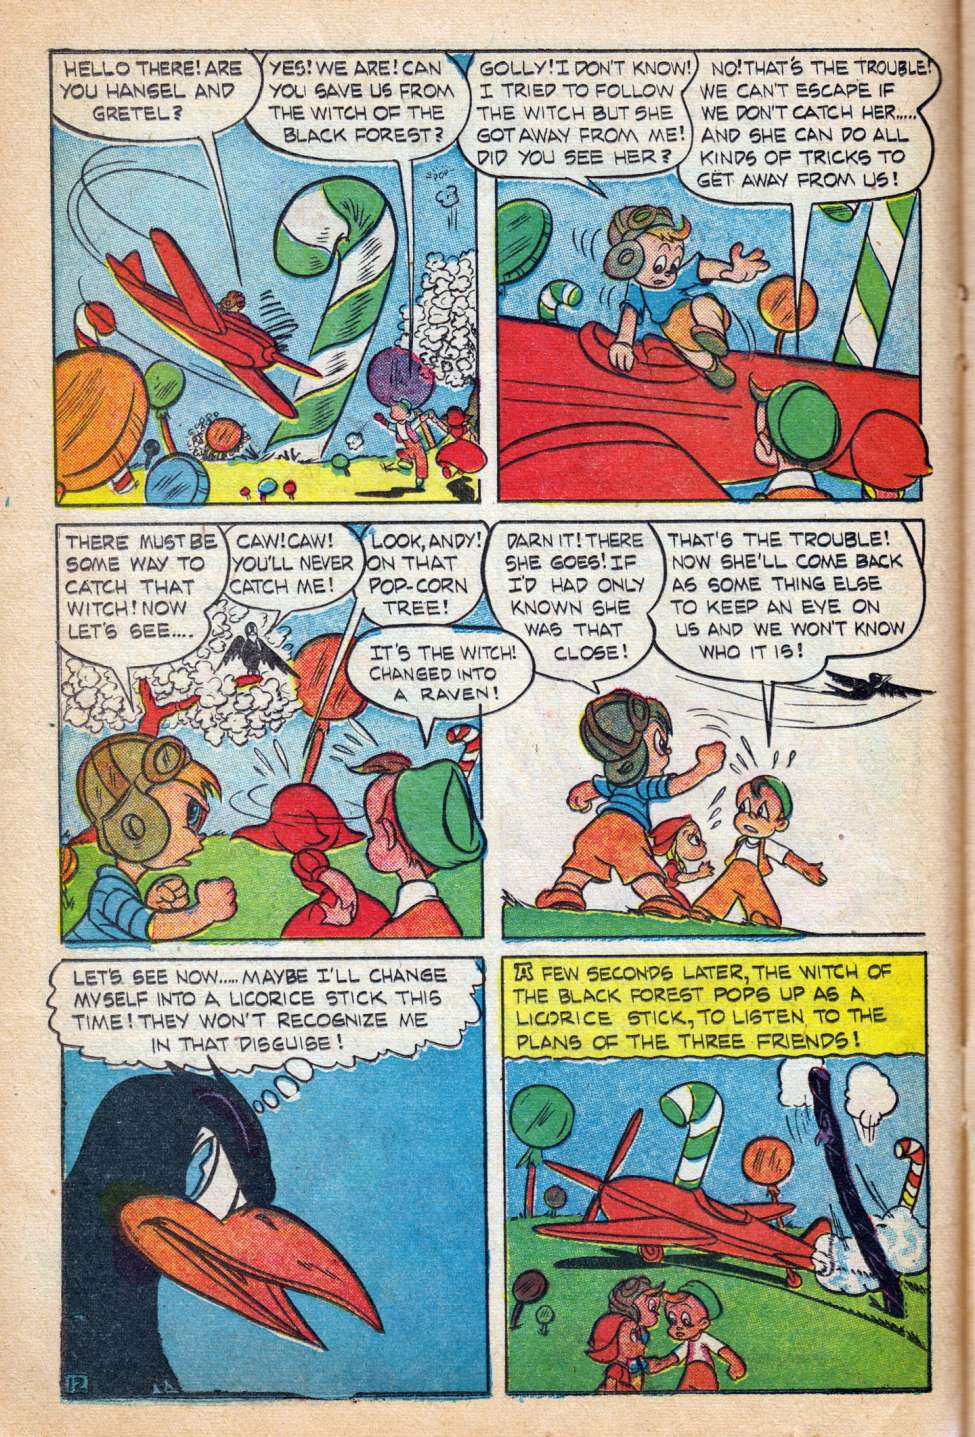 HELLO THERE! ARE
YOU HANSEL AND
GRETEL?
YES! WE ARE! CAN
YOU SAVE US FROM
THE WITCH OF THE
BLACK FOREST?
-POP-
GOLLY! I DON'T KNOW!
I TRIED TO FOLLOW
THE WITCH BUT SHE
GOT AWAY FROM ME!
DID YOU SEE HER?
NO! THAT'S THE TROUBLE!
WE CAN'T ESCAPE IF
WE DON'T CATCH HER.....
AND SHE CAN DO ALL
KINDS OF TRICKS TO
GET AWAY FROM US!
THERE MUST BE
SOME WAY TO
CATCH THAT
WITCH! NOW
LET'S SEE....
CAW! CAW!
YOU'LL NEVER
CATCH ME!
LOOK, ANDY!
ON THAT
POP-CORN
TREE!
IT'S THE WITCH!
CHANGED INTO
A RAVEN!
DARN IT! THERE
SHE GOES! IF
I'D HAD ONLY
KNOWN SHE
WAS THAT
CLOSE!
THAT'S THE TROUBLE!
NOW SHE'LL COME BACK
AS SOME THING ELSE
TO KEEP AN EYE ON
US AND WE WON'T KNOW
WHO IT IS!
LET'S SEE NOW..... MAYBE I'LL CHANGE
MYSELF INTO A LICORICE STICK THIS
TIME! THEY WON'T RECOGNIZE ME
IN THAT DISGUISE!
12
A FEW SECONDS LATER, THE WITCH OF
THE BLACK FOREST POPS UP AS A
LICORICE STICK, TO LISTEN TO THE
PLANS OF THE THREE FRIENDS!